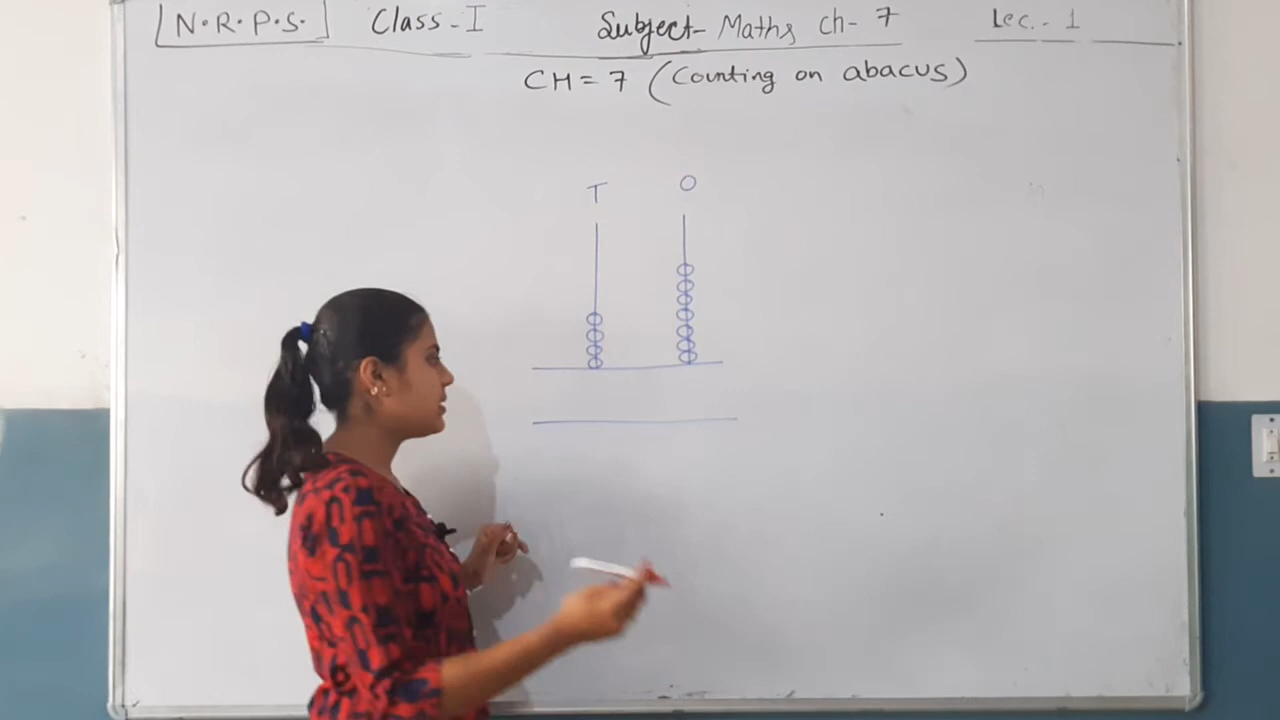 N.R.P.S. Class-I Subject- Maths Ch- 7 Lec.- 1
CH = 7 (Counting on abacus)
T O